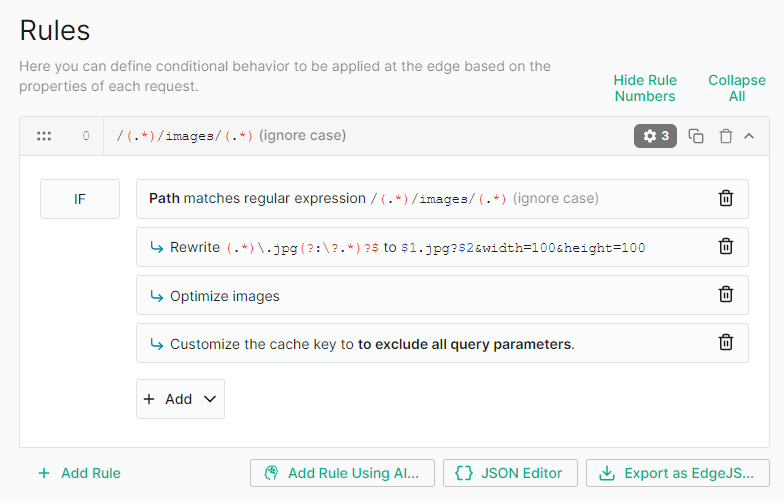 Rules
Here you can define conditional behavior to be applied at the edge based on the
properties of each request.
Hide Rule
Numbers
Collapse
All
0 /(.*)/images/(.*) (ignore case) 3
IF
Path matches regular expression /(.*)/images/(.*) (ignore case)
Rewrite (.*)\.jpg(?:\?.*)?$ to $1.jpg?$2&width=100&height=100
Optimize images
Customize the cache key to to exclude all query parameters.
+ Add
+ Add Rule
Add Rule Using AI...
{} JSON Editor
Export as EdgeJS...